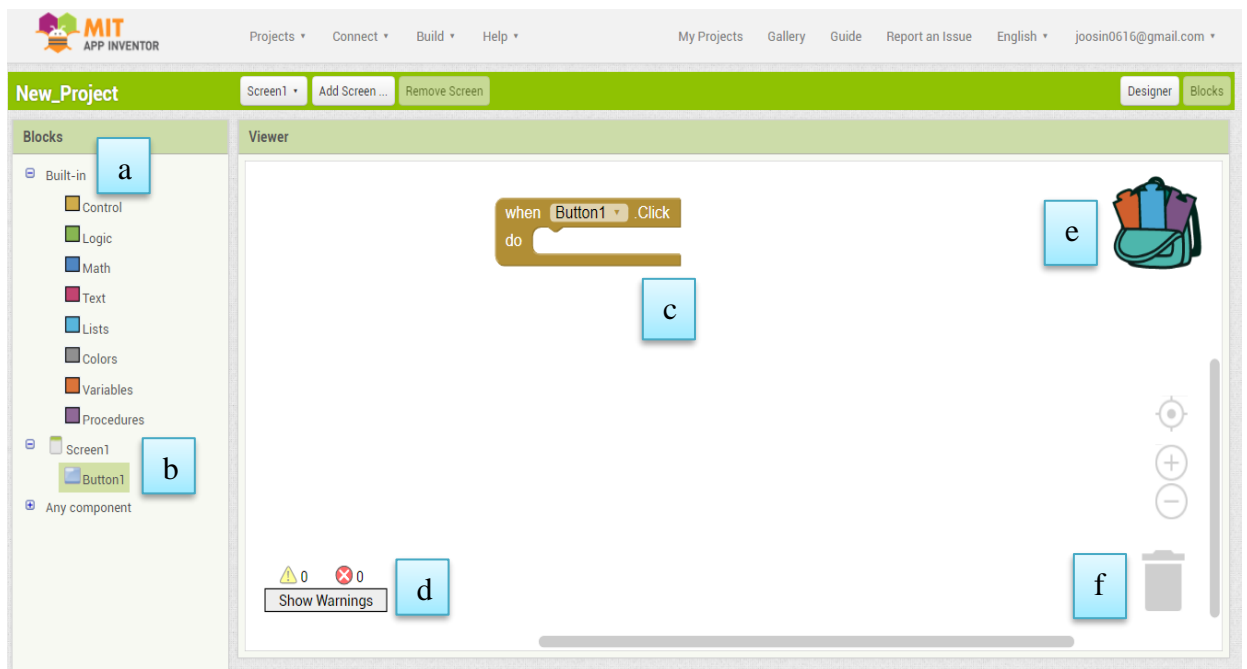 MIT
APP INVENTOR
Projects Connect Build Help My Projects Gallery Guide Report an Issue English joosin0616@gmail.com
New_Project Screen1 Add Screen ... Remove Screen Designer Blocks
Blocks
Viewer
a
Built-in
Control
Logic
Math
Text
Lists
Colors
Variables
Procedures
Screen1
Button1
b
Any component
when Button1 .Click
do
c
e
0 0
Show Warnings
d
f